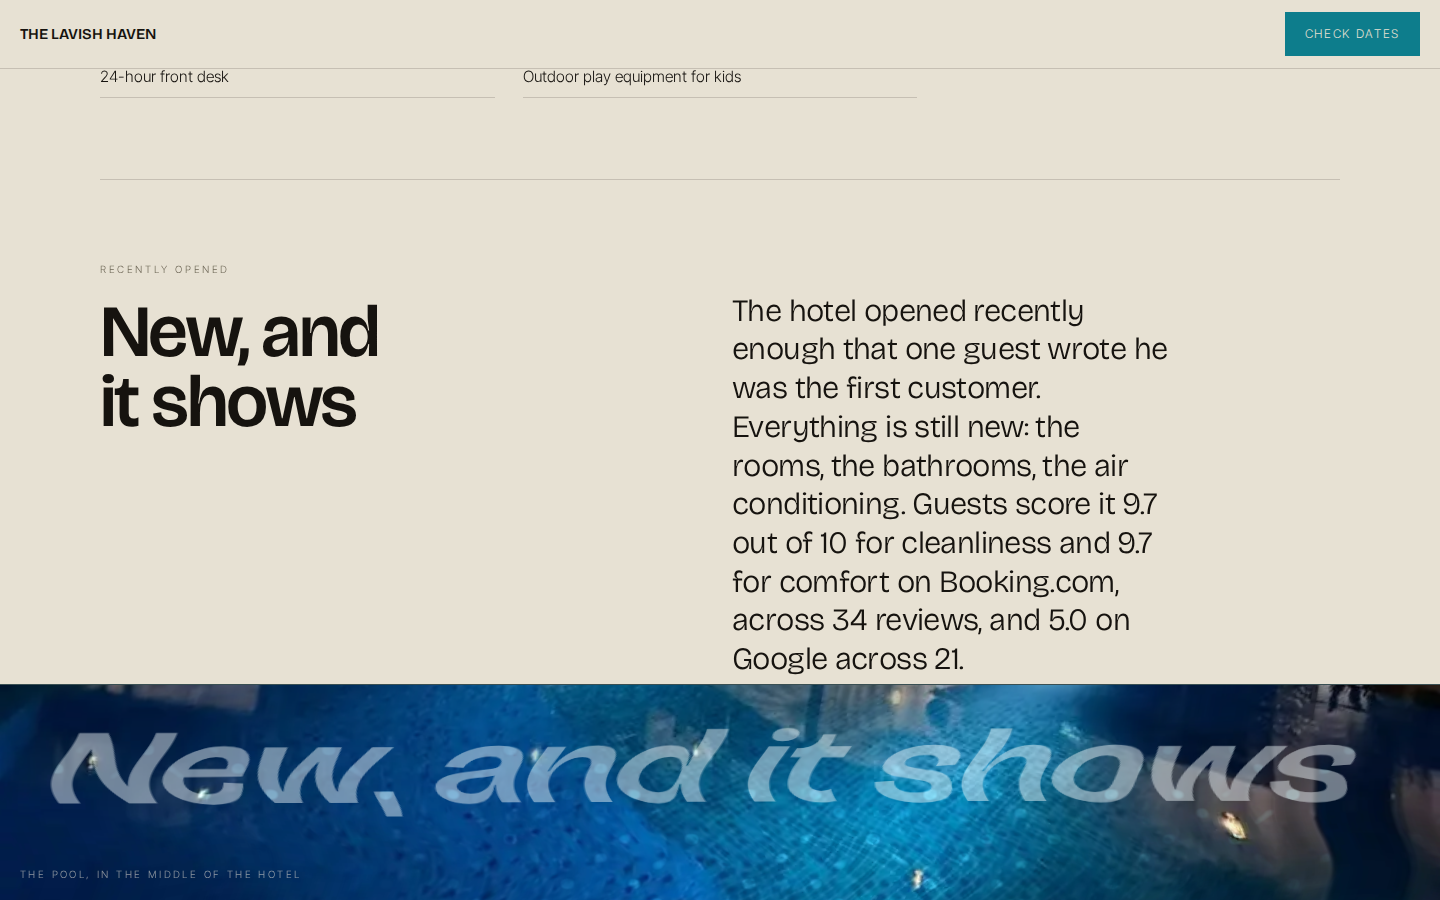 THE LAVISH HAVEN
CHECK DATES
24-hour front desk
Outdoor play equipment for kids
RECENTLY OPENED
New, and
it shows
The hotel opened recently
enough that one guest wrote he
was the first customer.
Everything is still new: the
rooms, the bathrooms, the air
conditioning. Guests score it 9.7
out of 10 for cleanliness and 9.7
for comfort on Booking.com,
across 34 reviews, and 5.0 on
Google across 21.
New, and it shows
THE POOL, IN THE MIDDLE OF THE HOTEL